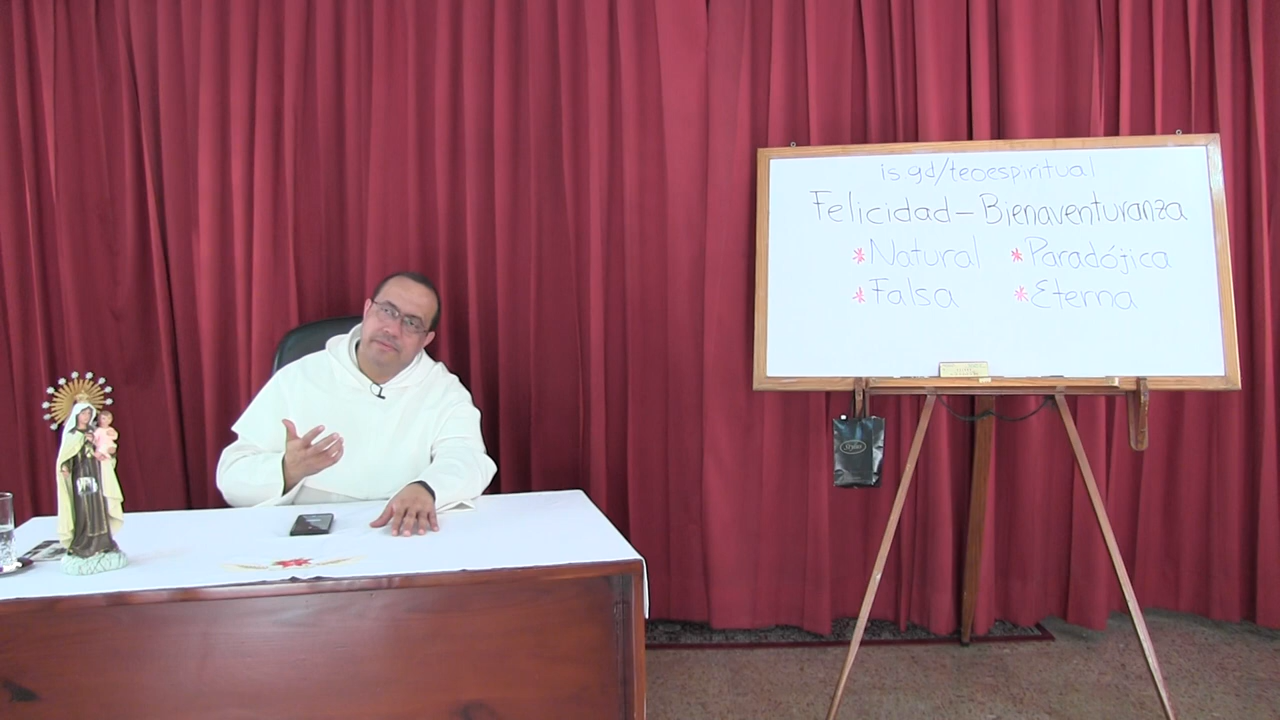 is.gd/teoespiritual
Felicidad – Bienaventuranza
* Natural * Paradójica
* Falsa * Eterna